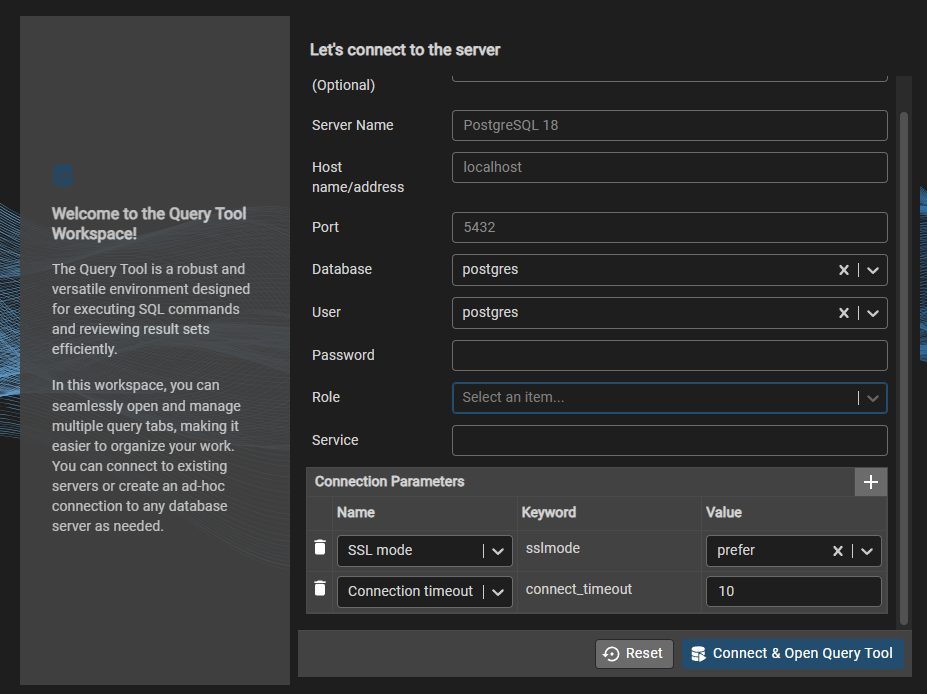 Let's connect to the server
(Optional)
Server Name
PostgreSQL 18
Host
name/address
localhost
Port
5432
Database
postgres
User
postgres
Password
Role
Select an item...
Service
Connection Parameters
Name
Keyword
Value
SSL mode
sslmode
prefer
Connection timeout
connect_timeout
10
Reset
Connect & Open Query Tool
Welcome to the Query Tool
Workspace!
The Query Tool is a robust and
versatile environment designed
for executing SQL commands
and reviewing result sets
efficiently.
In this workspace, you can
seamlessly open and manage
multiple query tabs, making it
easier to organize your work.
You can connect to existing
servers or create an ad-hoc
connection to any database
server as needed.